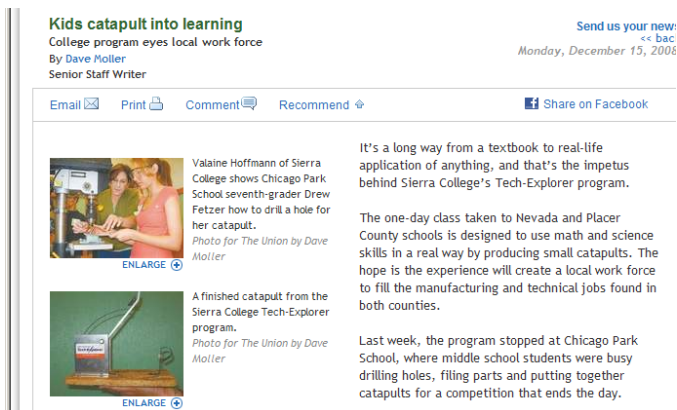 Kids catapult into learning
College program eyes local work force
By Dave Moller
Senior Staff Writer
Send us your news
<< back
Monday, December 15, 2008
Email
Print
Comment
Recommend
Share on Facebook
Valaine Hoffmann of Sierra
College shows Chicago Park
School seventh-grader Drew
Fetzer how to drill a hole for
her catapult.
Photo for The Union by Dave
Moller
ENLARGE
A finished catapult from the
Sierra College Tech-Explorer
program.
Photo for The Union by Dave
Moller
ENLARGE
It's a long way from a textbook to real-life
application of anything, and that's the impetus
behind Sierra College's Tech-Explorer program.
The one-day class taken to Nevada and Placer
County schools is designed to use math and science
skills in a real way by producing small catapults. The
hope is the experience will create a local work force
to fill the manufacturing and technical jobs found in
both counties.
Last week, the program stopped at Chicago Park
School, where middle school students were busy
drilling holes, filing parts and putting together
catapults for a competition that ends the day.